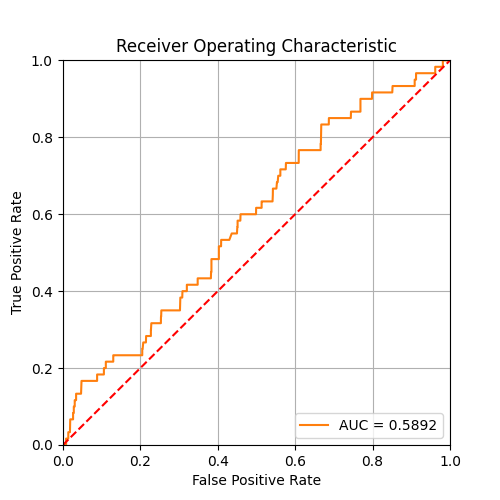 Receiver Operating Characteristic
1.0
0.8
0.6
0.4
0.2
0.0
True Positive Rate
AUC = 0.5892
0.0 0.2 0.4 0.6 0.8 1.0
False Positive Rate